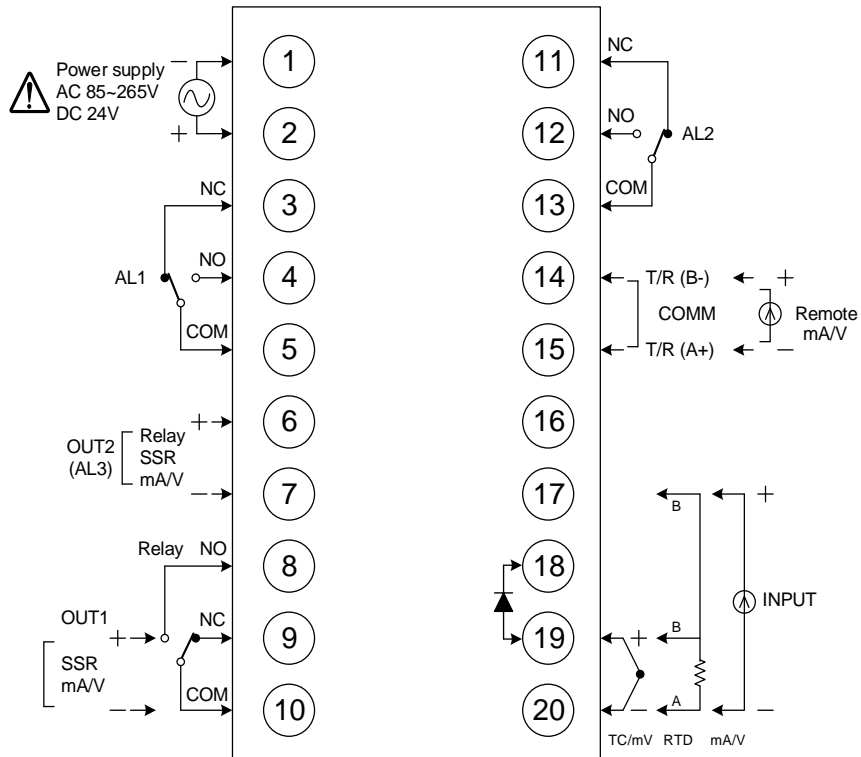 Power supply
AC 85~265V
DC 24V
−
+
1
2
NC
3
AL1
NO
4
COM
5
+
6
OUT2
(AL3)
Relay
SSR
mA/V
−
7
Relay
NO
8
OUT1
+
NC
9
SSR
mA/V
−
COM
10
11
NC
12
NO
AL2
13
COM
14
T/R (B-)
+
COMM
Remote
mA/V
15
T/R (A+)
−
16
17
B
+
18
INPUT
19
+
B
20
−
A
−
TC/mV
RTD
mA/V